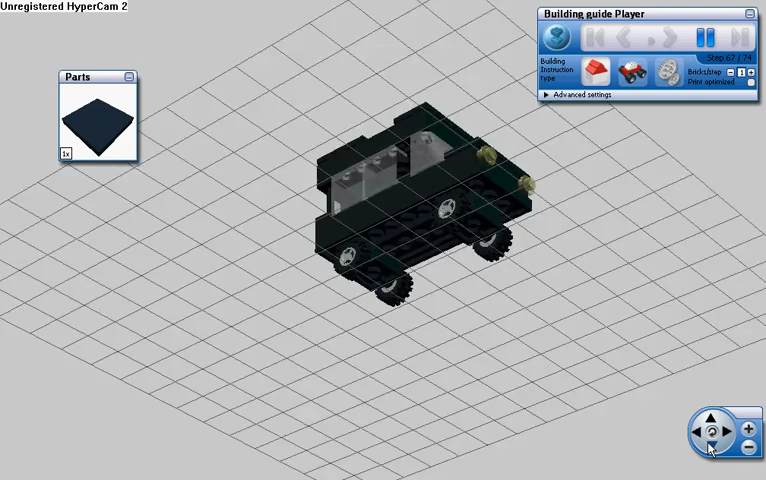 Unregistered HyperCam 2
Building guide Player
Step 67 / 74
Building
Instruction
type
Bricks/step
1
Print optimized
Advanced settings
Parts
1x